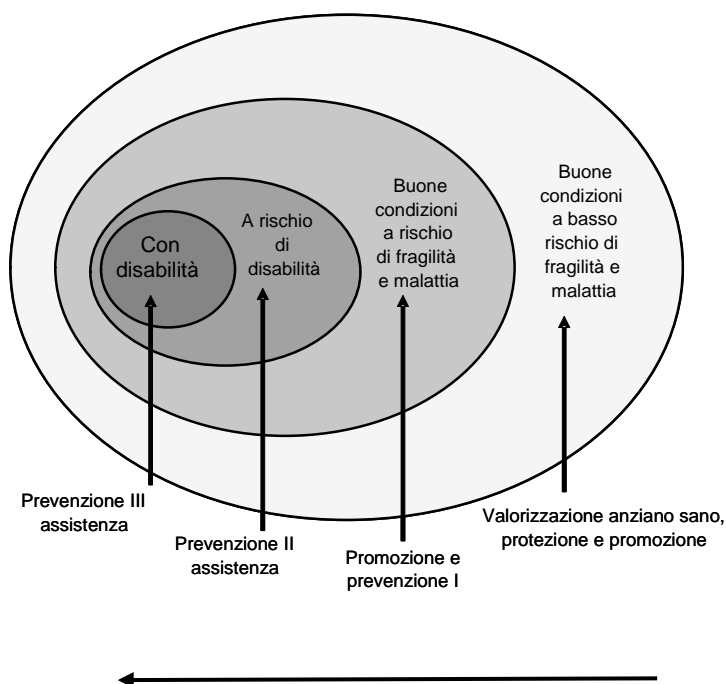 Con
disabilità
A rischio
di
disabilità
Buone
condizioni
a rischio
di fragilità
e malattia
Buone
condizioni
a basso
rischio di
fragilità e
malattia
Prevenzione III
assistenza
Prevenzione II
assistenza
Promozione e
prevenzione I
Valorizzazione anziano sano,
protezione e promozione